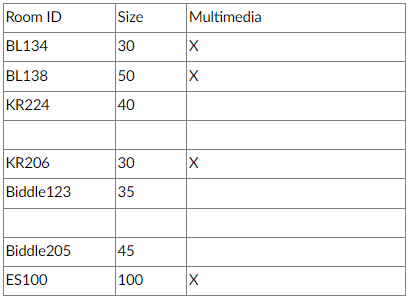 Room ID Size Multimedia
BL134 30 X
BL138 50 X
KR224 40
KR206 30 X
Biddle123 35
Biddle205 45
ES100 100 X